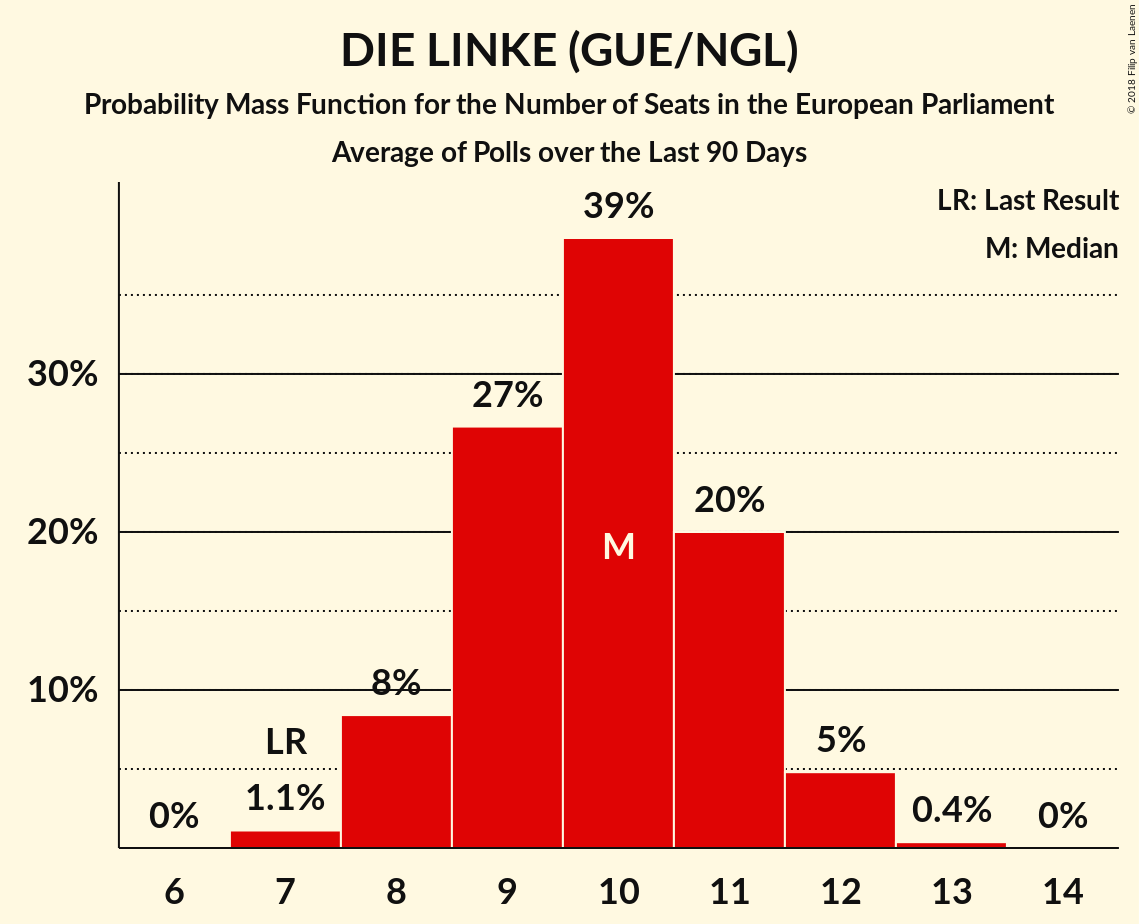 DIE LINKE (GUE/NGL)
Probability Mass Function for the Number of Seats in the European Parliament
Average of Polls over the Last 90 Days
© 2018 Filip van Laenen
LR: Last Result
M: Median
39%
30%
27%
20%
20%
M
10%
8%
LR
5%
1.1%
0.4%
0%
0%
6 7 8 9 10 11 12 13 14